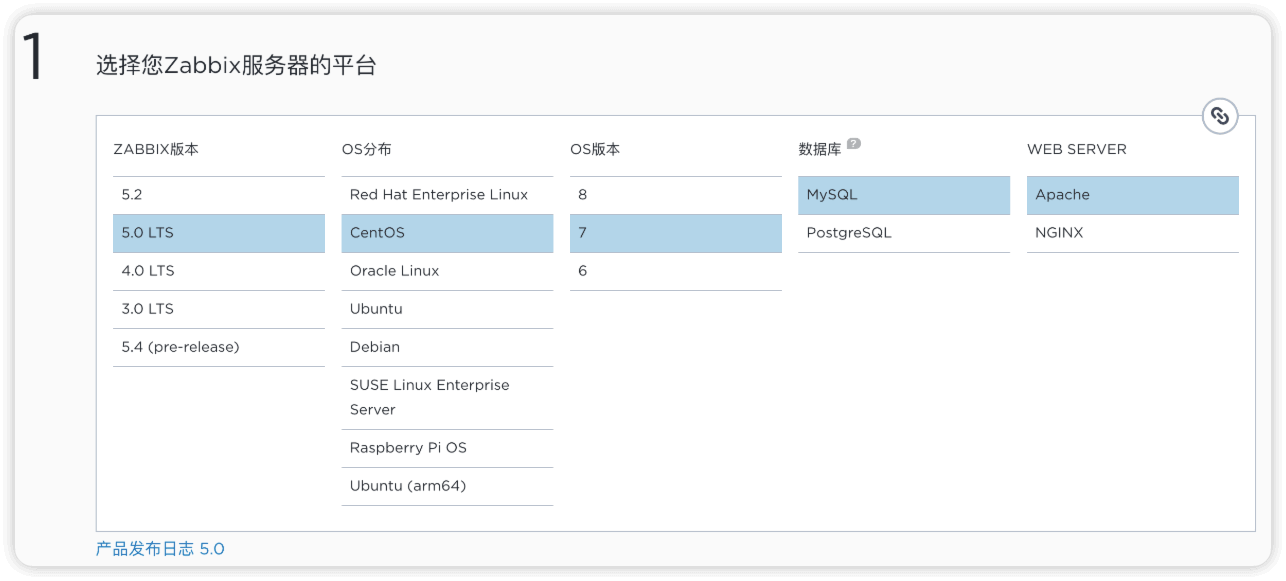 1
选择您Zabbix服务器的平台
ZABBIX版本
5.2
5.0 LTS
4.0 LTS
3.0 LTS
5.4 (pre-release)
OS分布
Red Hat Enterprise Linux
CentOS
Oracle Linux
Ubuntu
Debian
SUSE Linux Enterprise
Server
Raspberry Pi OS
Ubuntu (arm64)
OS版本
8
7
6
数据库 ?
MySQL
PostgreSQL
WEB SERVER
Apache
NGINX
产品发布日志 5.0